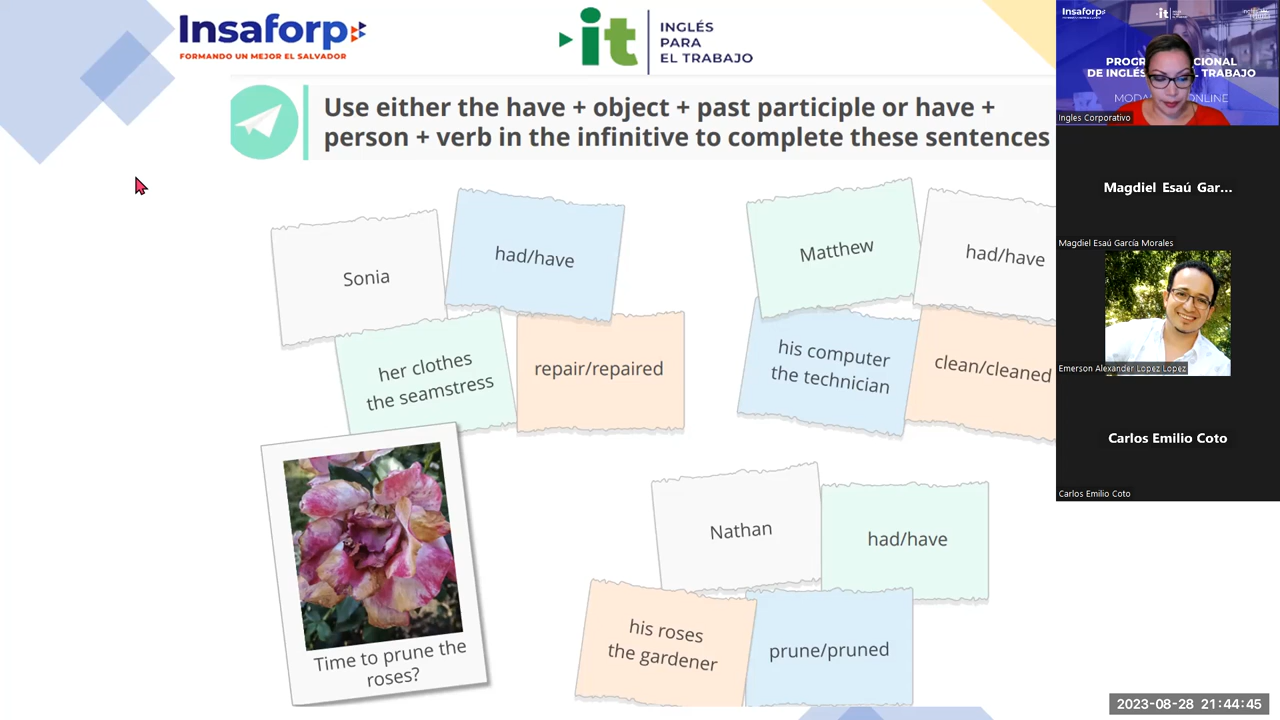 Insaforp
FORMANDO UN MEJOR EL SALVADOR
it
INGLÉS
PARA
EL TRABAJO
Use either the have + object + past participle or have +
person + verb in the infinitive to complete these sentences
Sonia
had/have
her clothes
the seamstress
repair/repaired
Matthew
had/have
his computer
the technician
clean/cleaned
Time to prune the
roses?
Nathan
had/have
his roses
the gardener
prune/pruned
Insaforp
it
DE INGLÉS
TRABAJO
Ingles Corporativo
Magdiel Esaú Gar...
Magdiel Esaú García Morales
Emerson Alexander Lopez Lopez
Carlos Emilio Coto
Carlos Emilio Coto
2023-08-28 21:44:45